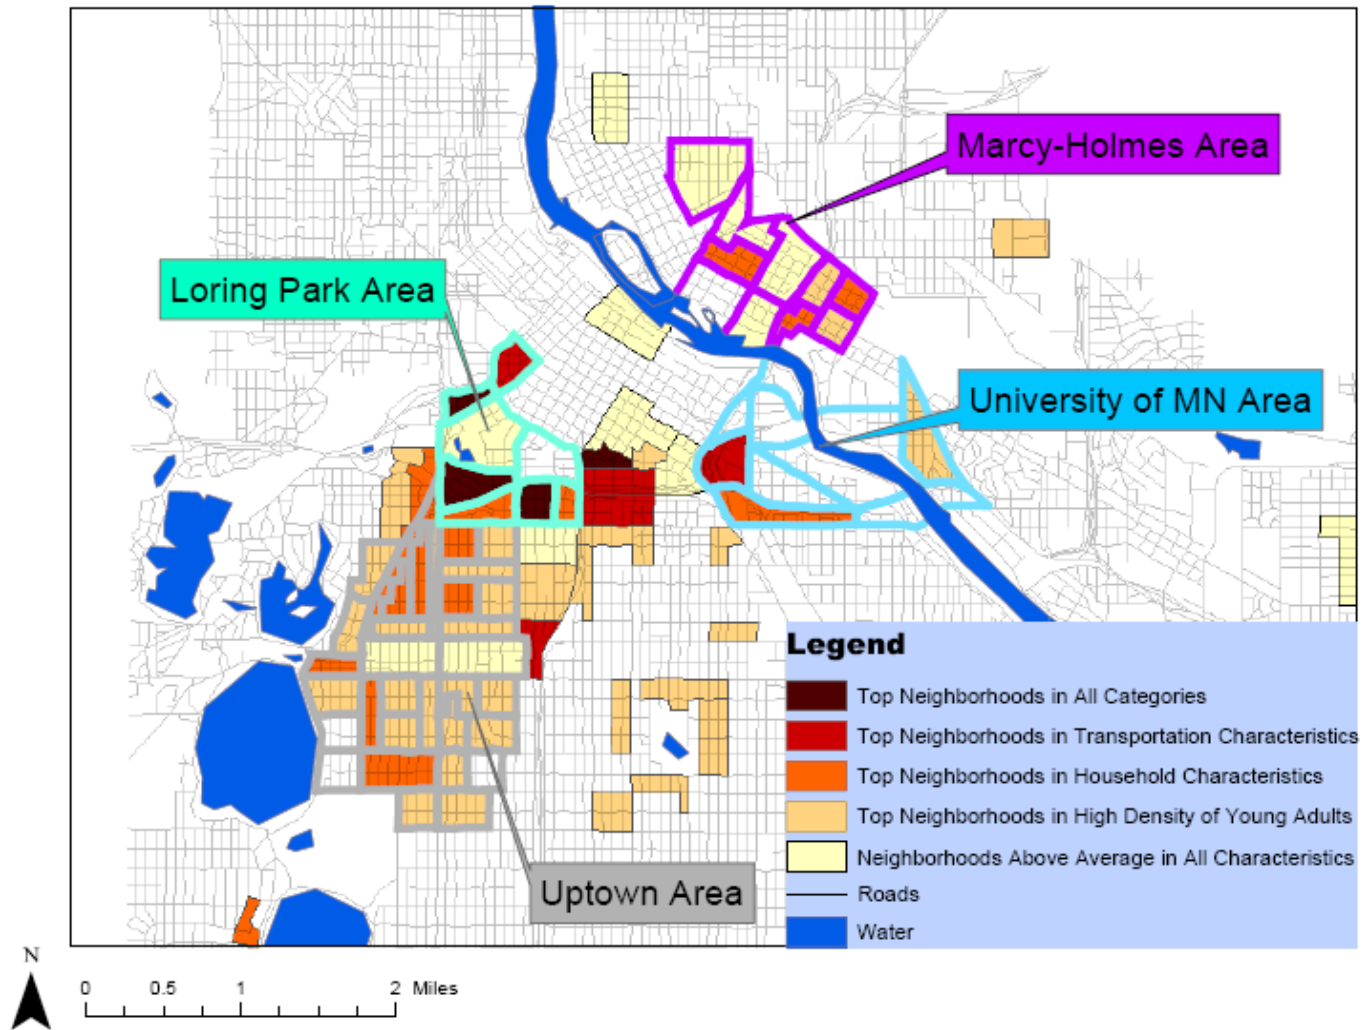 Marcy-Holmes Area
Loring Park Area
University of MN Area
Uptown Area
Legend
Top Neighborhoods in All Categories
Top Neighborhoods in Transportation Characteristics
Top Neighborhoods in Household Characteristics
Top Neighborhoods in High Density of Young Adults
Neighborhoods Above Average in All Characteristics
Roads
Water
N
0 0.5 1 2 Miles